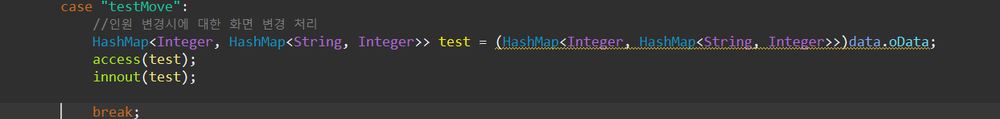 case "testMove":
//인원 변경시에 대한 화면 변경 처리
HashMap<Integer, HashMap<String, Integer>> test = (HashMap<Integer, HashMap<String, Integer>>)data.oData;
access(test);
innout(test);
break;